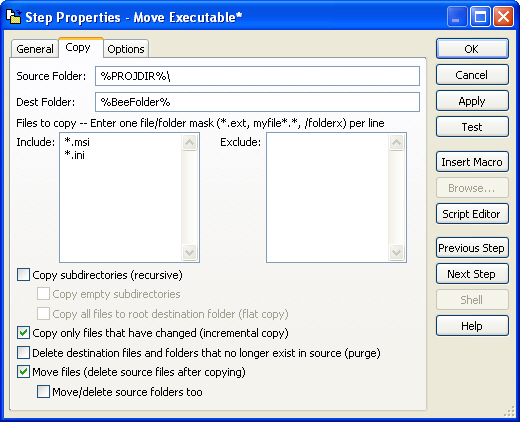 Step Properties - Move Executable*
General Copy Options
Source Folder: %PROJDIR%\
Dest Folder: %BeeFolder%
Files to copy -- Enter one file/folder mask (*.ext, myfile*.*, /folderx) per line
Include: *.msi
*.ini
Exclude:
Copy subdirectories (recursive)
Copy empty subdirectories
Copy all files to root destination folder (flat copy)
Copy only files that have changed (incremental copy)
Delete destination files and folders that no longer exist in source (purge)
Move files (delete source files after copying)
Move/delete source folders too
OK
Cancel
Apply
Test
Insert Macro
Browse...
Script Editor
Previous Step
Next Step
Shell
Help